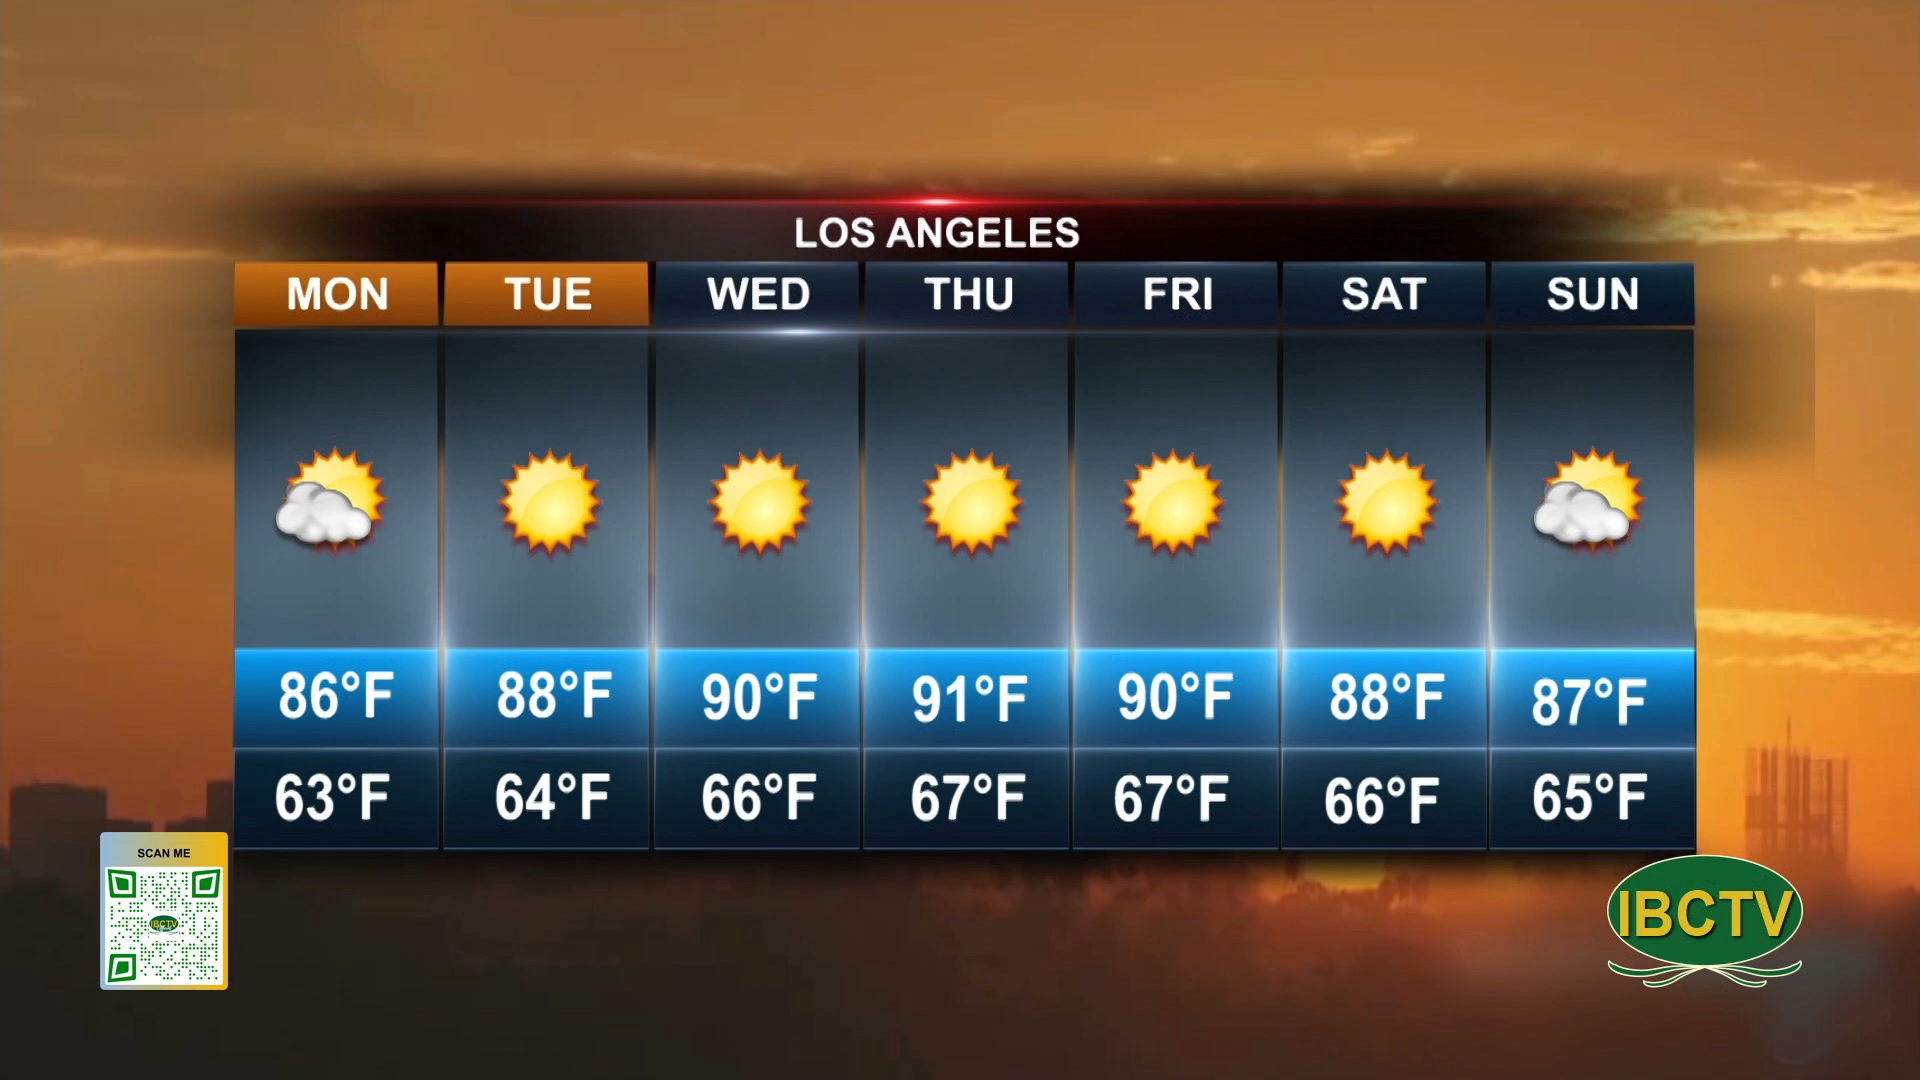 LOS ANGELES
MON TUE WED THU FRI SAT SUN
86°F 88°F 90°F 91°F 90°F 88°F 87°F
63°F 64°F 66°F 67°F 67°F 66°F 65°F
SCAN ME
IBCTV
IBCTV